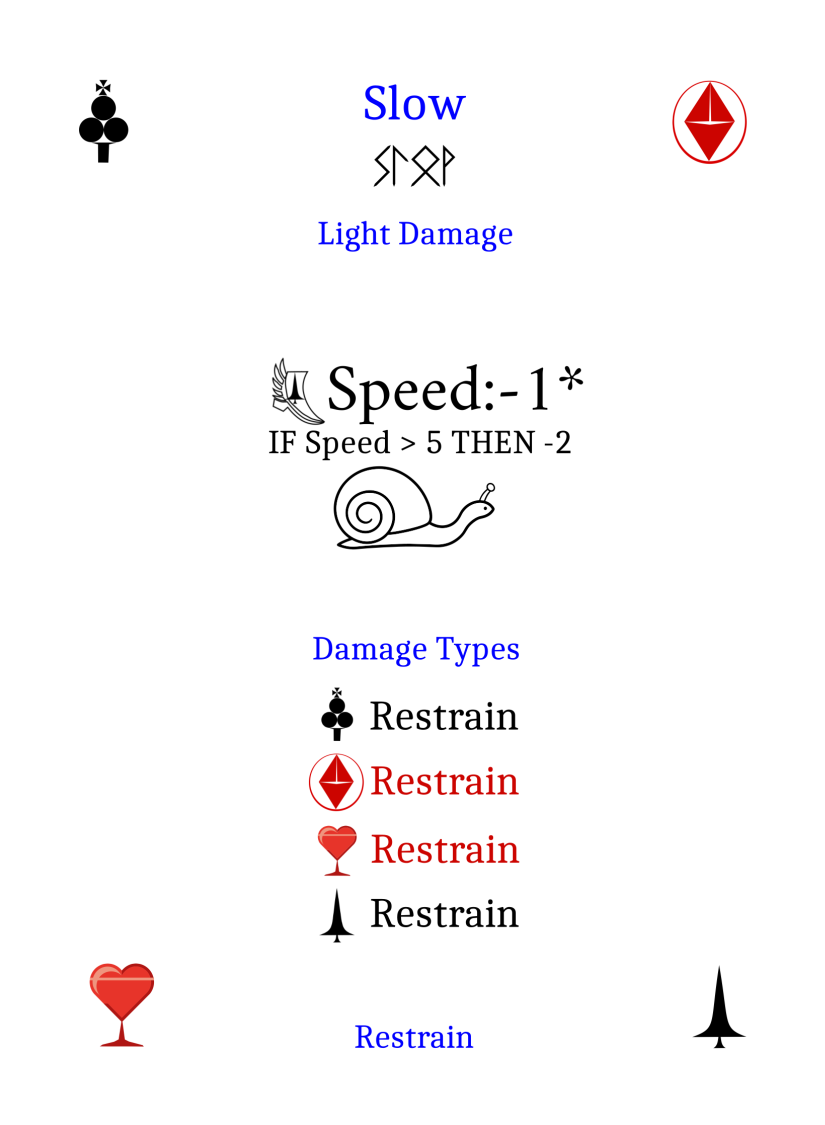 Slow
ᛊᛚᛟᚹ
Light Damage
Speed:-1*
IF Speed > 5 THEN -2
Damage Types
Restrain
Restrain
Restrain
Restrain
Restrain